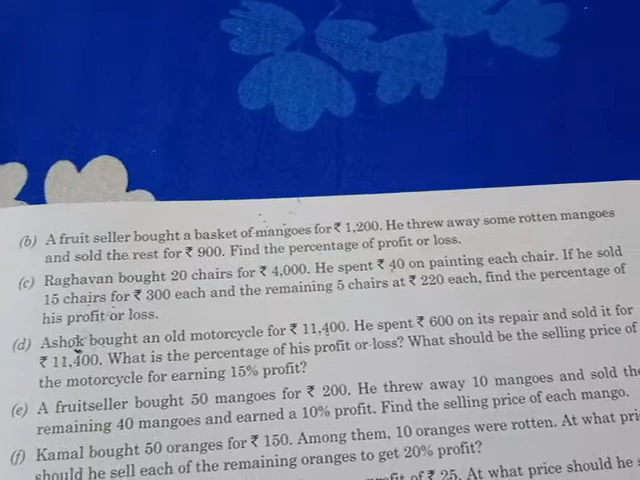 (b) A fruit seller bought a basket of mangoes for ₹ 1,200. He threw away some rotten mangoes
and sold the rest for ₹ 900. Find the percentage of profit or loss.
(c) Raghavan bought 20 chairs for ₹ 4,000. He spent ₹ 40 on painting each chair. If he sold
15 chairs for ₹ 300 each and the remaining 5 chairs at ₹ 220 each, find the percentage of
his profit or loss.
(d) Ashok bought an old motorcycle for ₹ 11,400. He spent ₹ 600 on its repair and sold it for
₹ 11,400. What is the percentage of his profit or loss? What should be the selling price of
the motorcycle for earning 15% profit?
(e) A fruitseller bought 50 mangoes for ₹ 200. He threw away 10 mangoes and sold the
remaining 40 mangoes and earned a 10% profit. Find the selling price of each mango.
(f) Kamal bought 50 oranges for ₹ 150. Among them, 10 oranges were rotten. At what
should he sell each of the remaining oranges to get 20% profit?
of ₹ 25. At what price should he